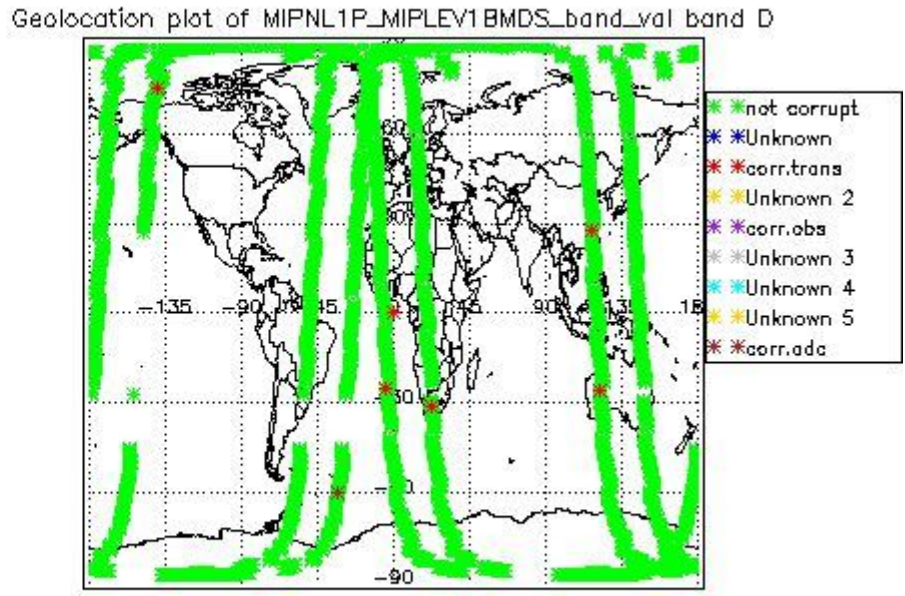 Geolocation plot of MIPNL1P_MIPLEV1BMDS_band_val band D
not corrupt
Unknown
corr.trans
Unknown 2
corr.obs
Unknown 3
Unknown 4
Unknown 5
corr.adc
60
-135 -90 45 90 135
-90